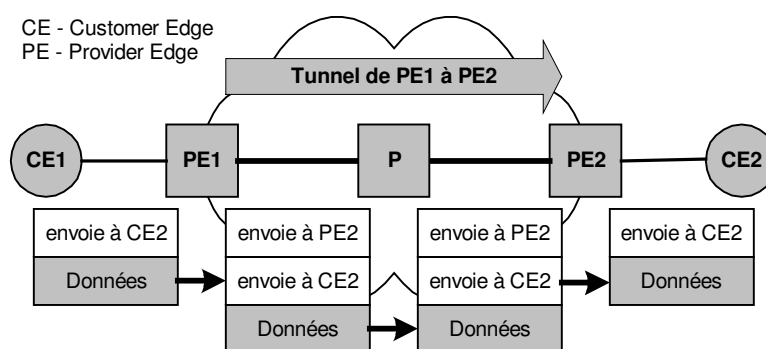 CE - Customer Edge
PE - Provider Edge
Tunnel de PE1 à PE2
CE1
PE1
P
PE2
CE2
envoie à CE2
Données
envoie à PE2
envoie à CE2
Données
envoie à PE2
envoie à CE2
Données
envoie à CE2
Données